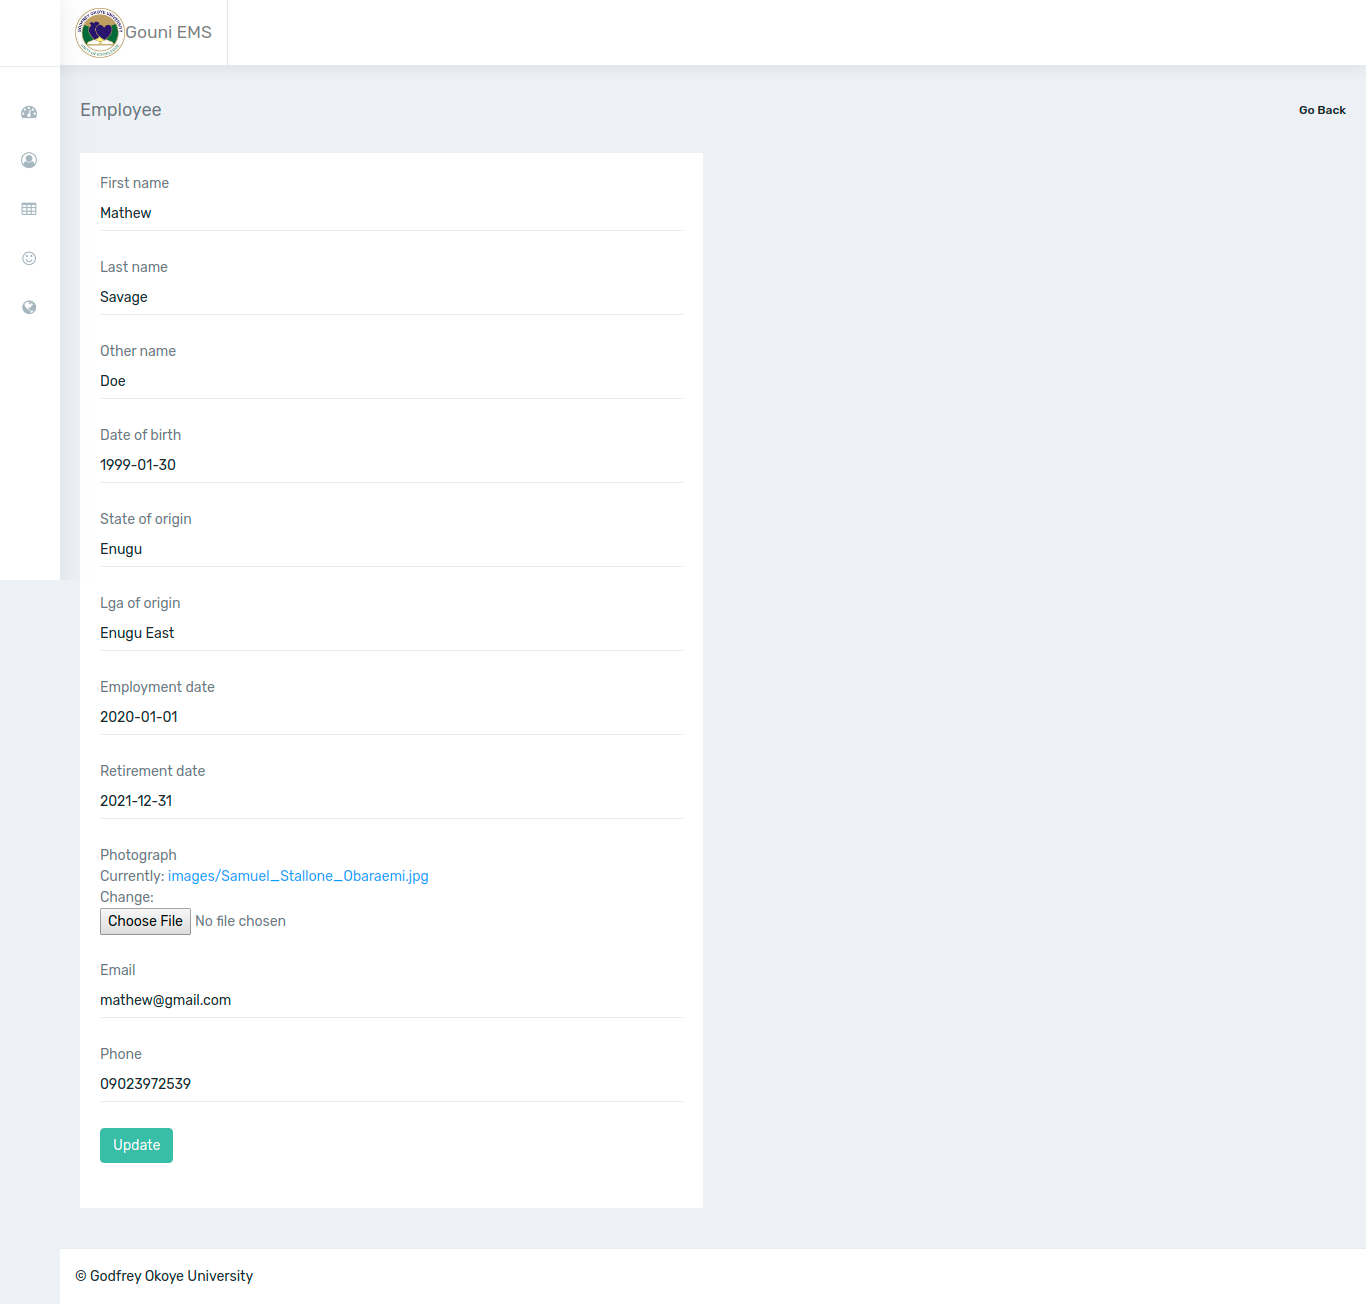 Gouni EMS
Employee
Go Back
First name
Mathew
Last name
Savage
Other name
Doe
Date of birth
1999-01-30
State of origin
Enugu
Lga of origin
Enugu East
Employment date
2020-01-01
Retirement date
2021-12-31
Photograph
Currently: images/Samuel_Stallone_Obaraemi.jpg
Change:
Choose File No file chosen
Email
mathew@gmail.com
Phone
09023972539
Update
© Godfrey Okoye University